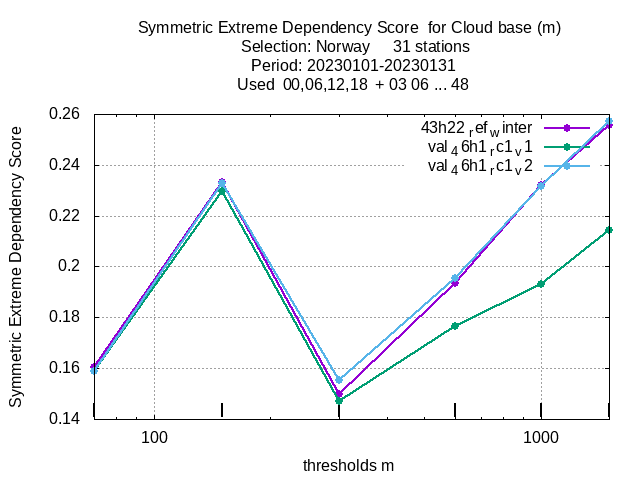 Symmetric Extreme Dependency Score  for Cloud base (m)
Selection: Norway     31 stations
Period: 20230101-20230131
Used  00,06,12,18  + 03 06 ... 48
43h22 ref winter
val 46h1 rc1 v1
val 46h1 rc1 v2
Symmetric Extreme Dependency Score
0.26
0.24
0.22
0.2
0.18
0.16
0.14
100
1000
thresholds m